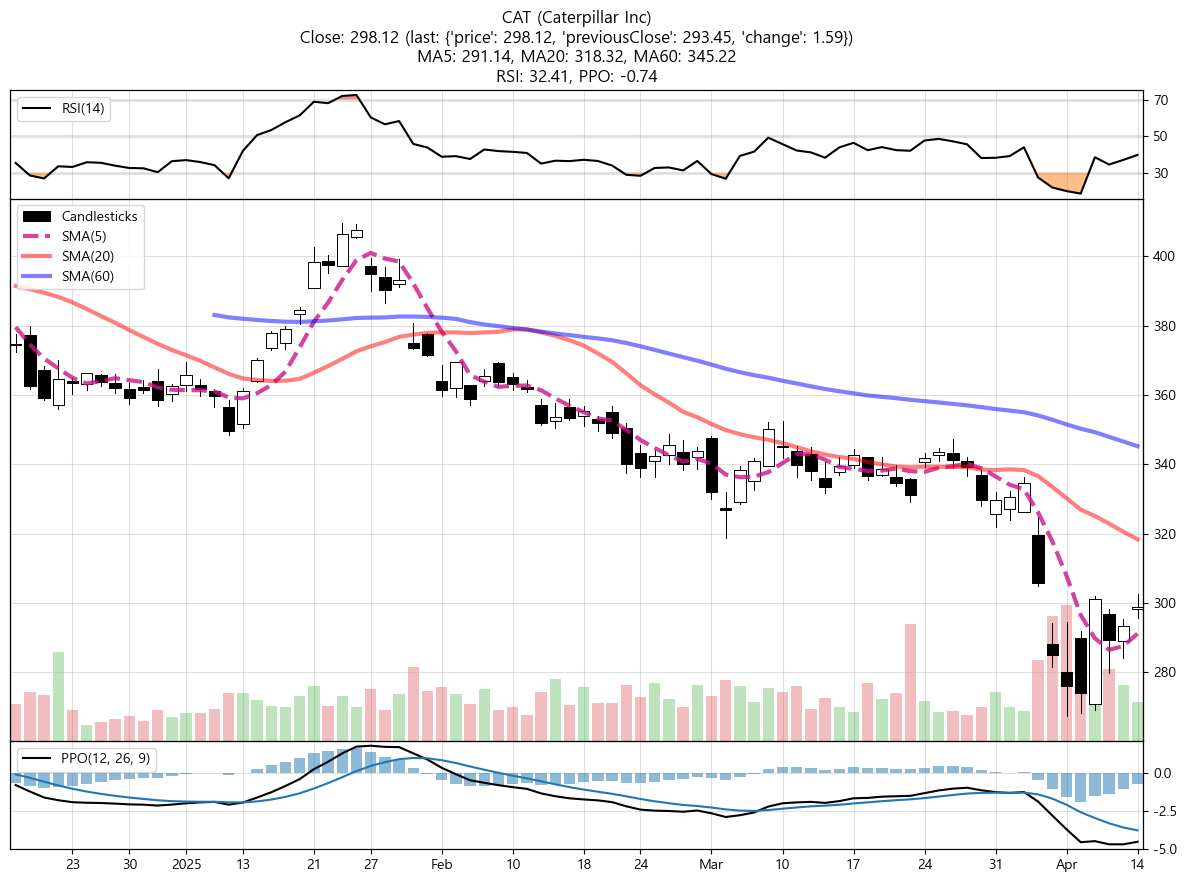 CAT (Caterpillar Inc)
Close: 298.12 (last: {'price': 298.12, 'previousClose': 293.45, 'change': 1.59})
MA5: 291.14, MA20: 318.32, MA60: 345.22
RSI: 32.41, PPO: -0.74
RSI(14)
70
50
30
Candlesticks
SMA(5)
SMA(20)
SMA(60)
400
380
360
340
320
300
280
PPO(12, 26, 9)
0.0
-2.5
-5.0
23 30 2025 13 21 27 Feb 10 18 24 Mar 10 17 24 31 Apr 14